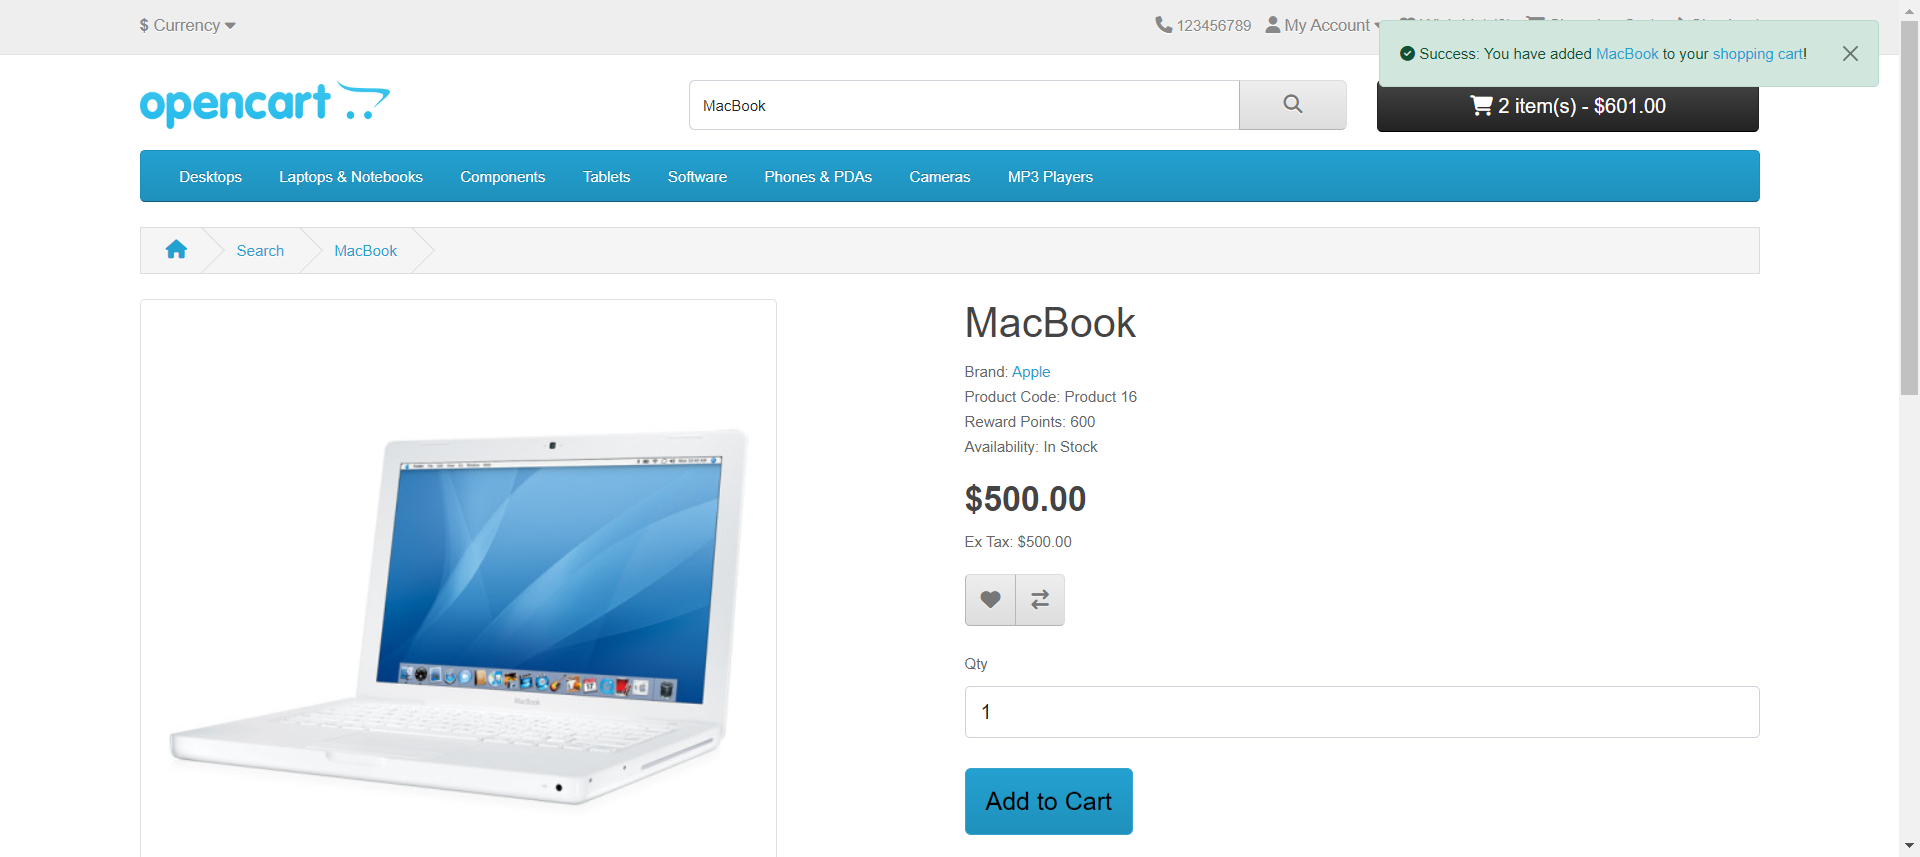 $ Currency
123456789 My Account
Success: You have added MacBook to your shopping cart!
opencart
MacBook
2 item(s) - $601.00
Desktops Laptops & Notebooks Components Tablets Software Phones & PDAs Cameras MP3 Players
Search MacBook
MacBook
Brand: Apple
Product Code: Product 16
Reward Points: 600
Availability: In Stock
$500.00
Ex Tax: $500.00
MacBook
Qty
1
Add to Cart